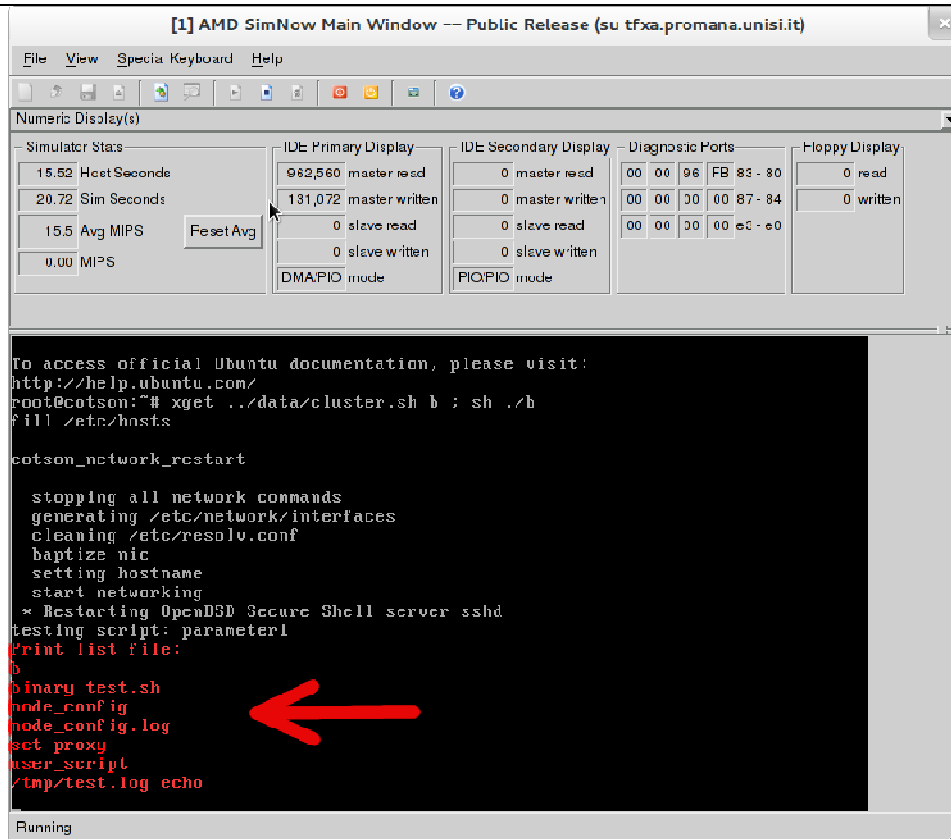 [1] AMD SimNow Main Window -- Public Release (su tfxa.promana.unisi.it)
File View Specia Keyboard Help
Numeric Display(s)
Simulator Stats
15.52 Host Seconds
20.72 Sim Seconds
15.5 Avg MIPS Reset Avg
0.00 MIPS
IDE Primary Display
962,560 master read
131,072 master written
0 slave read
0 slave written
DMA/PIO mode
IDE Secondary Display
0 master read
0 master written
0 slave read
0 slave written
PIO/PIO mode
Diagnostic Ports
00 00 96 FB 83 - 80
00 00 00 00 87 - 84
00 00 00 00 e3 - e0
Floppy Display
0 read
0 written
To access official Ubuntu documentation, please visit:
http://help.ubuntu.com/
root@cotson:~# xget ../data/cluster.sh b ; sh ./b
fill /etc/hosts
cotson_network_restart
stopping all network commands
generating /etc/network/interfaces
cleaning /etc/resolv.conf
baptize nic
setting hostname
start networking
* Restarting OpenBSD Secure Shell server sshd
testing script: parameter1
Print list file:
b
binary test.sh
node_config
node_config.log
set proxy
user_script
/tmp/test.log echo
Running